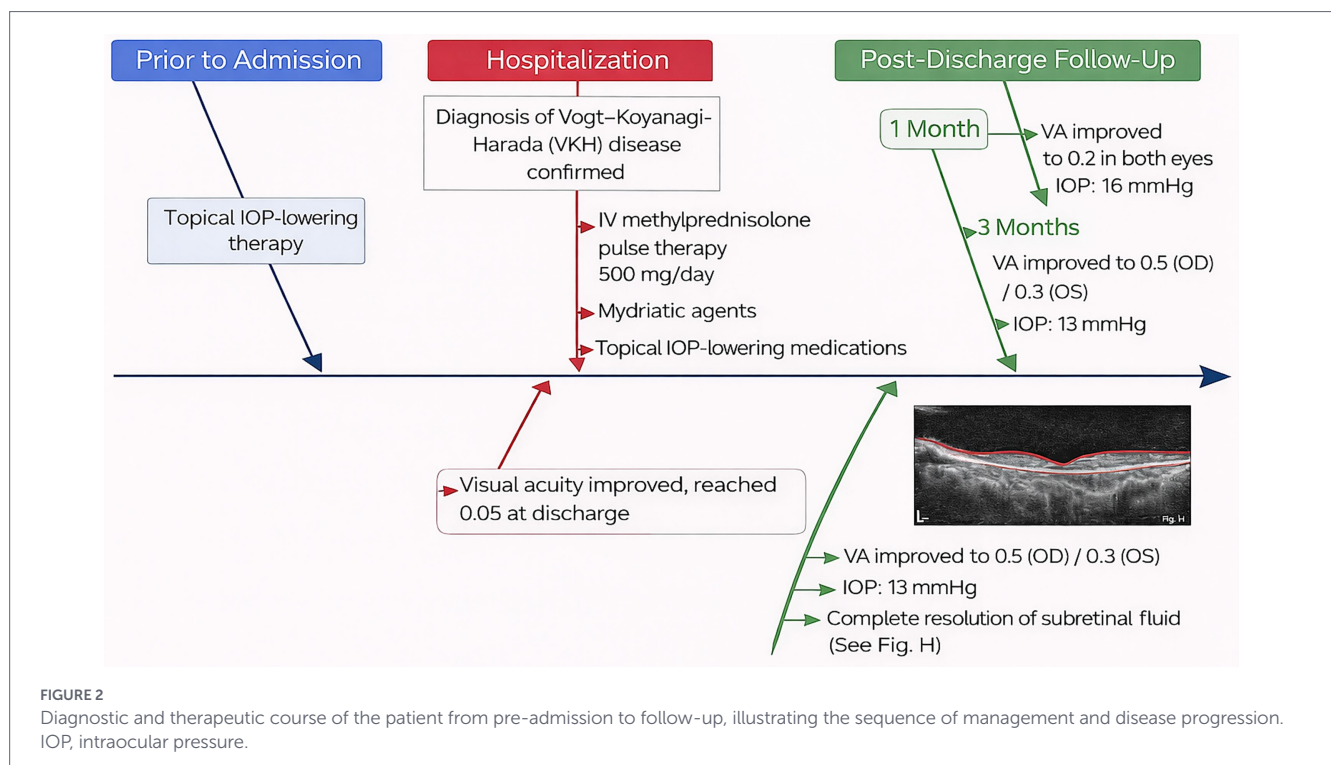 Prior to Admission
Topical IOP-lowering
therapy
Hospitalization
Diagnosis of Vogt–Koyanagi-
Harada (VKH) disease
confirmed
IV methylprednisolone
pulse therapy
500 mg/day
Mydriatic agents
Topical IOP-lowering medications
Post-Discharge Follow-Up
1 Month
VA improved
to 0.2 in both eyes
IOP: 16 mmHg
3 Months
VA improved to 0.5 (OD)
/ 0.3 (OS)
IOP: 13 mmHg
Visual acuity improved, reached
0.05 at discharge
L
Fig. H
VA improved to 0.5 (OD) / 0.3 (OS)
IOP: 13 mmHg
Complete resolution of subretinal fluid
(See Fig. H)
FIGURE 2
Diagnostic and therapeutic course of the patient from pre-admission to follow-up, illustrating the sequence of management and disease progression.
IOP, intraocular pressure.